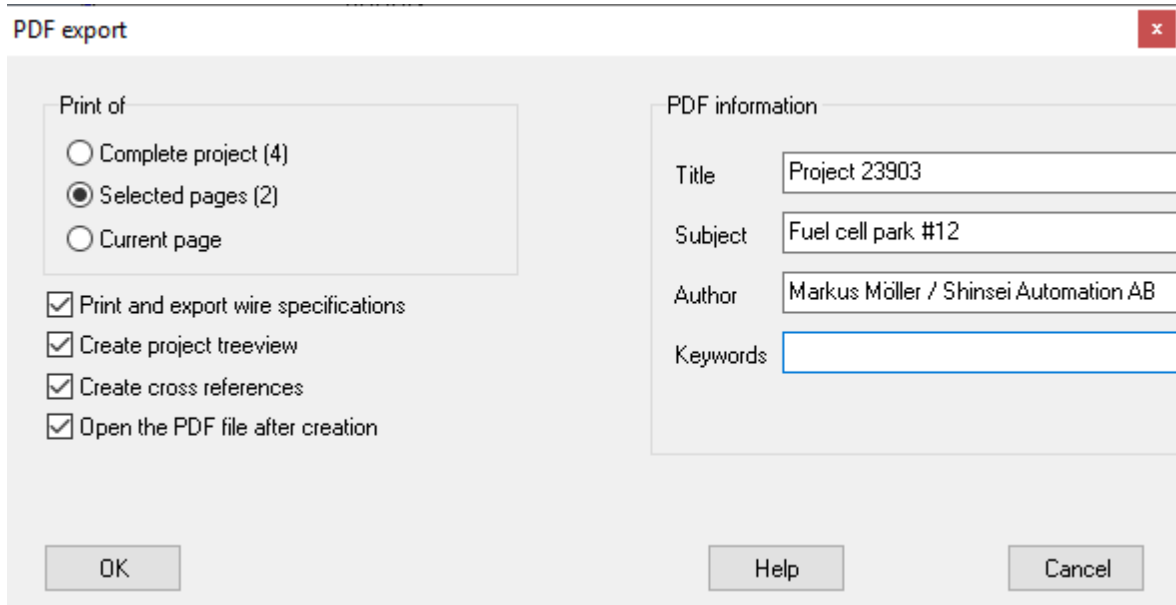 PDF export
x
Print of
Complete project (4)
Selected pages (2)
Current page
Print and export wire specifications
Create project treeview
Create cross references
Open the PDF file after creation
PDF information
Title
Project 23903
Subject
Fuel cell park #12
Author
Markus Möller / Shinsei Automation AB
Keywords
OK
Help
Cancel